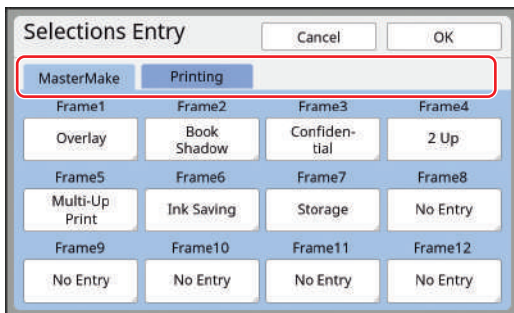 Selections Entry Cancel OK
MasterMake Printing
Frame1 Frame2 Frame3 Frame4
Overlay Book Shadow Confiden-tial 2 Up
Frame5 Frame6 Frame7 Frame8
Multi-Up Print Ink Saving Storage No Entry
Frame9 Frame10 Frame11 Frame12
No Entry No Entry No Entry No Entry